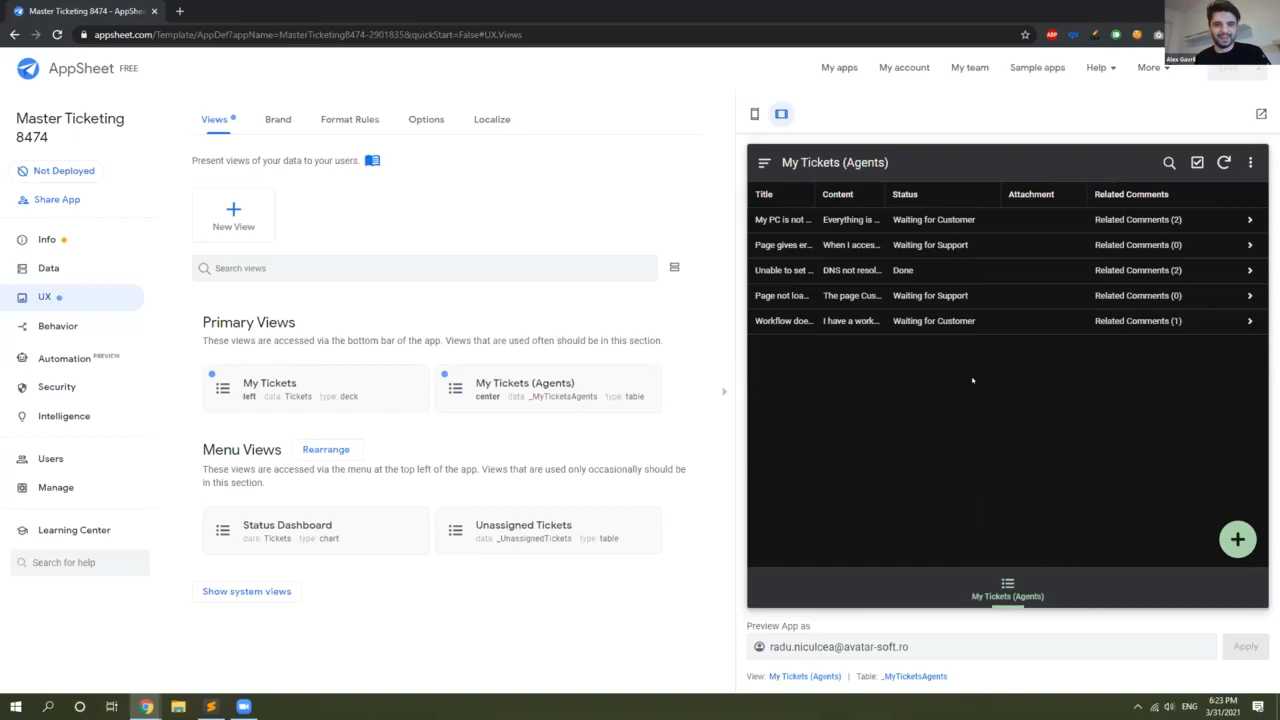 Master Ticketing 8474 - AppSheet
appsheet.com/Template/AppDef?appName=MasterTicketing8474-2901835&quickStart=False#UX.Views
ABP
Alex Gavril
AppSheet FREE
My apps
My account
My team
Sample apps
Help
More
Master Ticketing
8474
Not Deployed
Share App
Info
Data
UX
Behavior
Automation PREVIEW
Security
Intelligence
Users
Manage
Learning Center
Search for help
Views
Brand
Format Rules
Options
Localize
Present views of your data to your users.
New View
Search views
Primary Views
These views are accessed via the bottom bar of the app. Views that are used often should be in this section.
My Tickets
left data: Tickets type: deck
My Tickets (Agents)
center data: _MyTicketsAgents type: table
Menu Views
Rearrange
These views are accessed via the menu at the top left of the app. Views that are used only occasionally should be
in this section.
Status Dashboard
data: Tickets type: chart
Unassigned Tickets
data: _UnassignedTickets type: table
Show system views
My Tickets (Agents)
Title Content Status Attachment Related Comments
My PC is not ... Everything is ... Waiting for Customer Related Comments (2)
Page gives er... When I acces... Waiting for Support Related Comments (0)
Unable to set ... DNS not resol... Done Related Comments (2)
Page not loa... The page Cus... Waiting for Support Related Comments (0)
Workflow doe... I have a work... Waiting for Customer Related Comments (1)
My Tickets (Agents)
Preview App as
radu.niculcea@avatar-soft.ro
Apply
View: My Tickets (Agents) | Table: _MyTicketsAgents
ENG
6:23 PM
3/31/2021